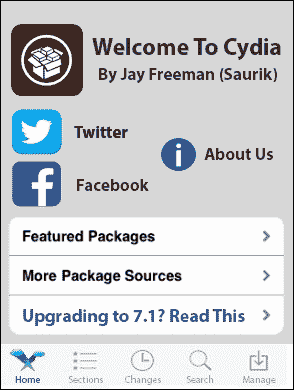 Welcome To Cydia
By Jay Freeman (Saurik)
Twitter
About Us
Facebook
Featured Packages
More Package Sources
Upgrading to 7.1? Read This
Home Sections Changes Search Manage